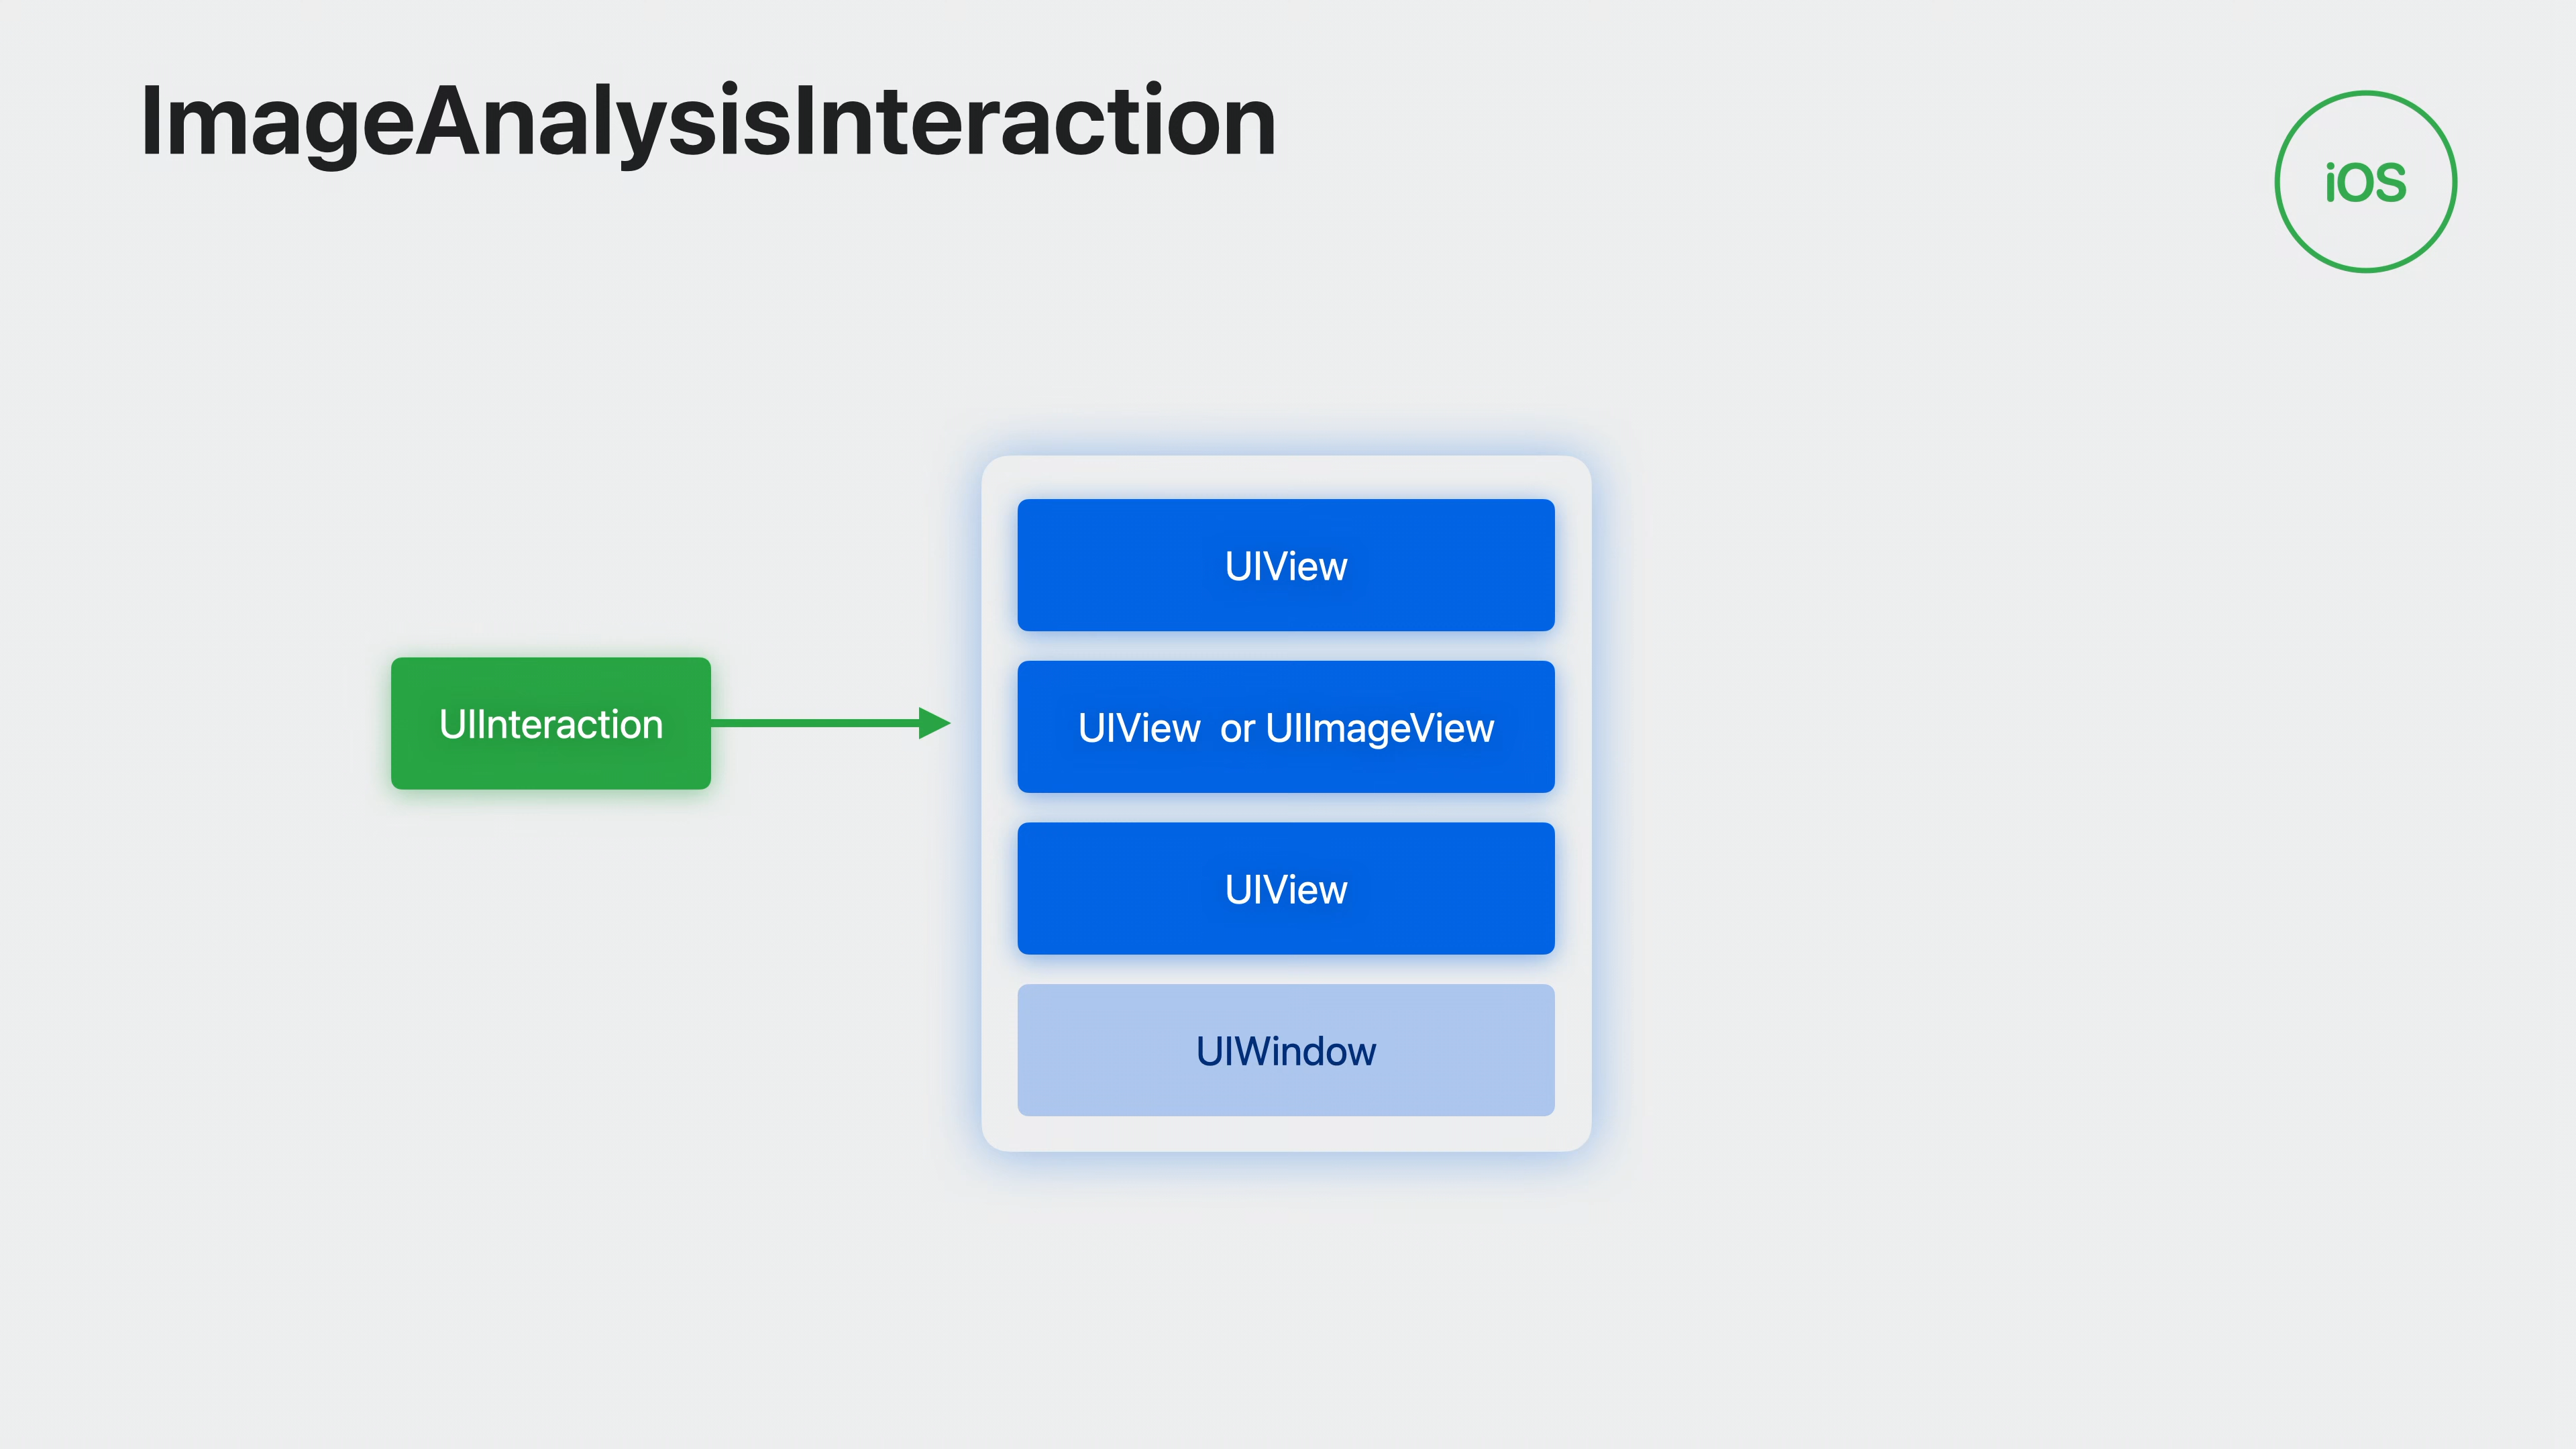 ImageAnalysisInteraction
iOS
UIView
UIInteraction
UIView or UIImageView
UIView
UIWindow